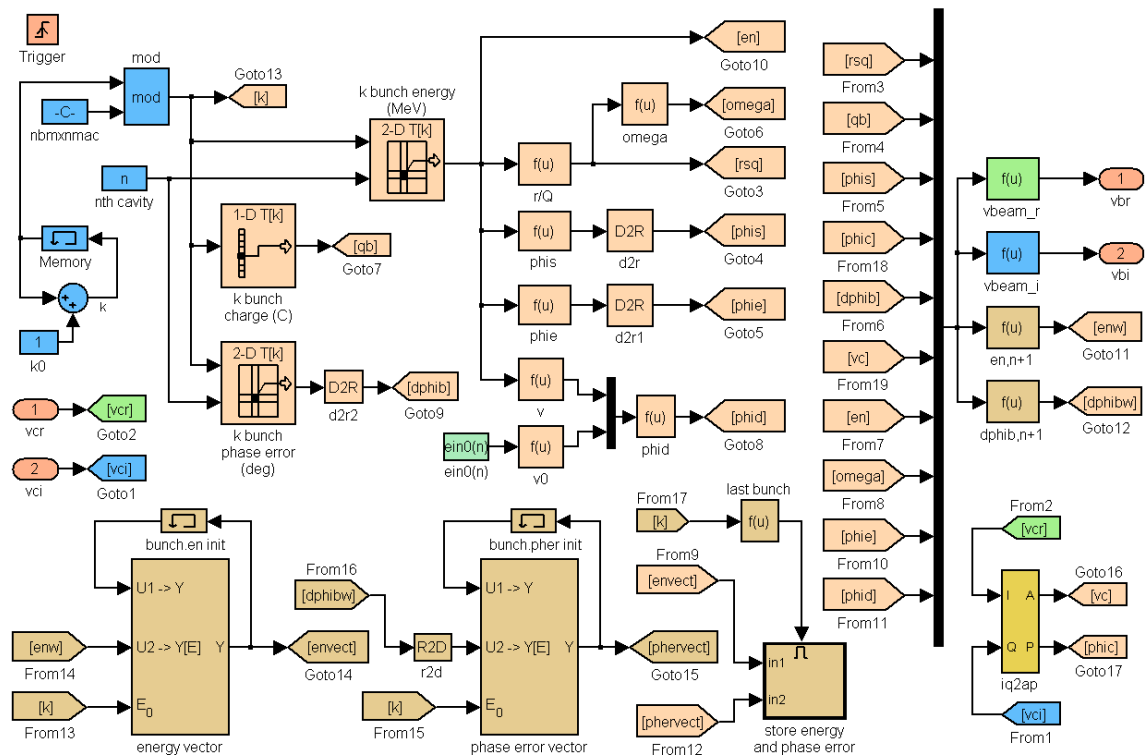 Trigger
mod
mod
-C-
nbmxnmac
Goto13
[k]
n
nth cavity
Memory
k
1
k0
1
vcr
[vcr]
Goto2
2
vci
[vci]
Goto1
k bunch energy
(MeV)
2-D T[k]
1-D T[k]
k bunch
charge (C)
[qb]
Goto7
2-D T[k]
k bunch
phase error
(deg)
D2R
d2r2
[dphib]
Goto9
[en]
Goto10
f(u)
omega
[omega]
Goto6
f(u)
r/Q
[rsq]
Goto3
f(u)
phis
D2R
d2r
[phis]
Goto4
f(u)
phie
D2R
d2r1
[phie]
Goto5
f(u)
v
ein0(n)
ein0(n)
f(u)
v0
f(u)
phid
[phid]
Goto8
[rsq]
From3
[qb]
From4
[phis]
From5
[phic]
From18
[dphib]
From6
[vc]
From19
[en]
From7
[omega]
From8
[phie]
From10
[phid]
From11
f(u)
vbeam_r
1
vbr
f(u)
vbeam_i
2
vbi
f(u)
en,n+1
[enw]
Goto11
f(u)
dphib,n+1
[dphibw]
Goto12
bunch.en init
U1 -> Y
U2 -> Y[E]
Y
E0
energy vector
[enw]
From14
[k]
From13
[envect]
Goto14
From16
[dphibw]
R2D
r2d
[k]
From15
bunch.pher init
U1 -> Y
U2 -> Y[E]
Y
E0
phase error vector
[phervect]
Goto15
From17
[k]
last bunch
f(u)
From9
[envect]
[phervect]
From12
in1
in2
store energy
and phase error
From2
[vcr]
I
A
Q
P
iq2ap
Goto16
[vc]
[phic]
Goto17
[vci]
From1